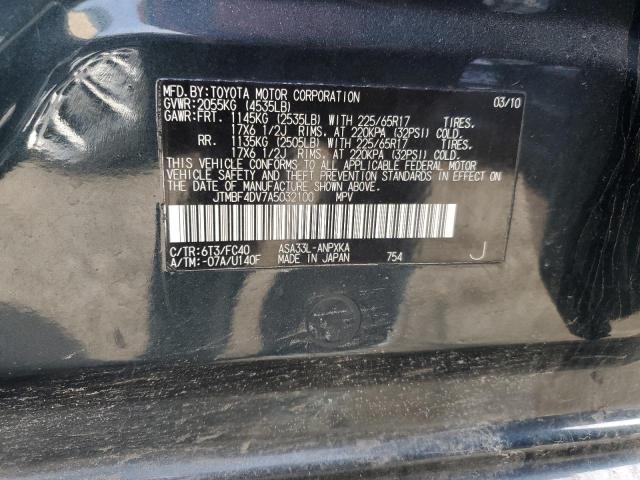 MFD.BY:TOYOTA MOTOR CORPORATION 03/10
GVWR:2055KG (4535LB)
GAWR:FRT. 1145KG (2535LB) WITH 225/65R17 TIRES.
17X6 1/2J RIMS. AT 220KPA (32PSI) COLD.
RR. 1135KG (2505LB) WITH 225/65R17 TIRES.
17X6 1/2J RIMS. AT 220KPA (32PSI) COLD.
THIS VEHICLE CONFORMS TO ALL APPLICABLE FEDERAL MOTOR
VEHICLE SAFETY AND THEFT PREVENTION STANDARDS IN EFFECT
ON THE DATE OF MANUFACTURE SHOWN ABOVE.
JTMBF4DV7A5032100 MPV
C/TR:6T3/FC40 ASA33L-ANPXKA
A/TM:-07A/U140F MADE IN JAPAN 754 J